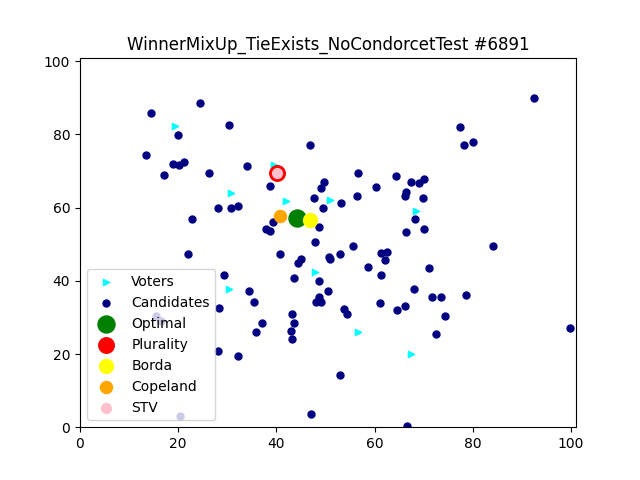 WinnerMixUp_TieExists_NoCondorcetTest #6891
100
80
60
40
20
0
Voters
Candidates
Optimal
Plurality
Borda
Copeland
STV
0 20 40 60 80 100